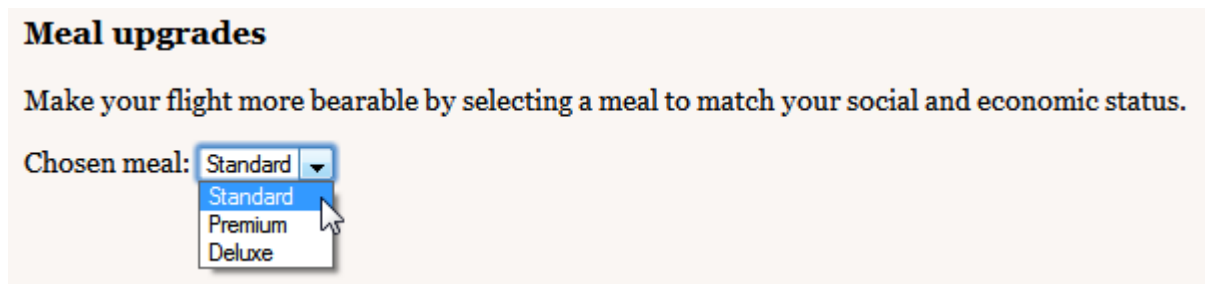 Meal upgrades
Make your flight more bearable by selecting a meal to match your social and economic status.
Chosen meal: Standard
Standard
Premium
Deluxe